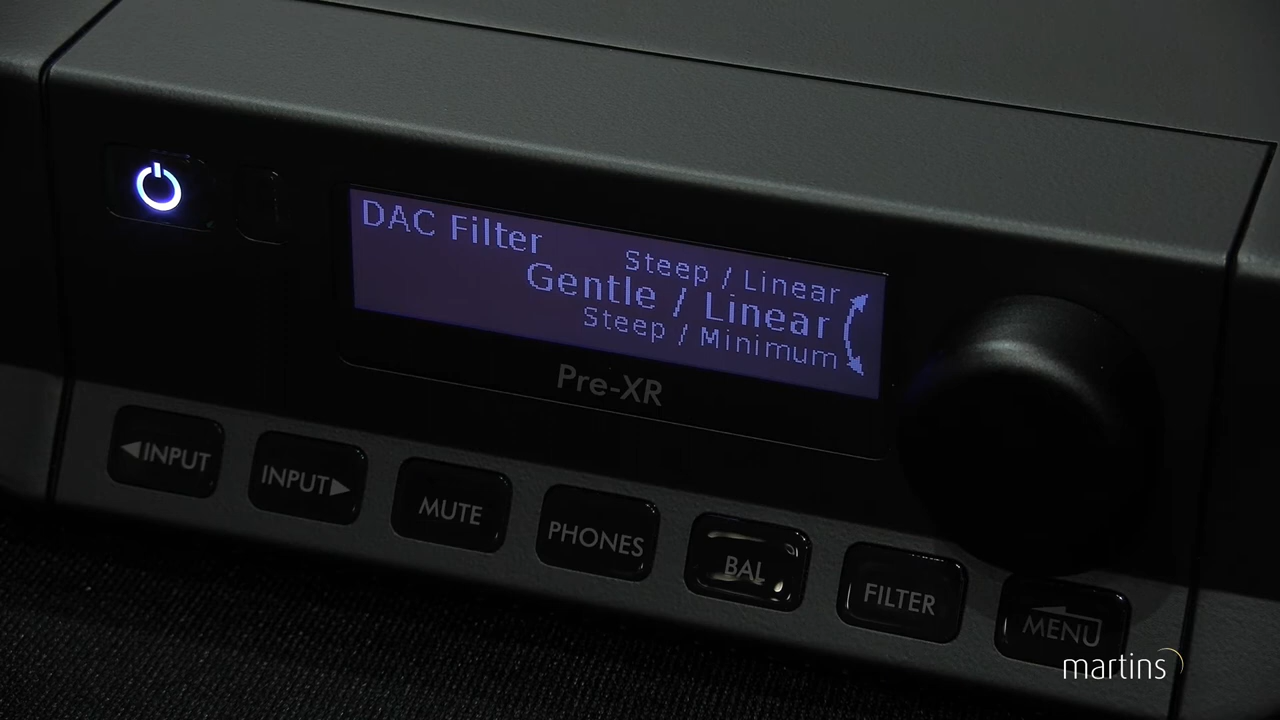 DAC Filter
Steep / Linear
Gentle / Linear
Steep / Minimum
Pre-XR
◀INPUT
INPUT▶
MUTE
PHONES
BAL
FILTER
MENU
martins